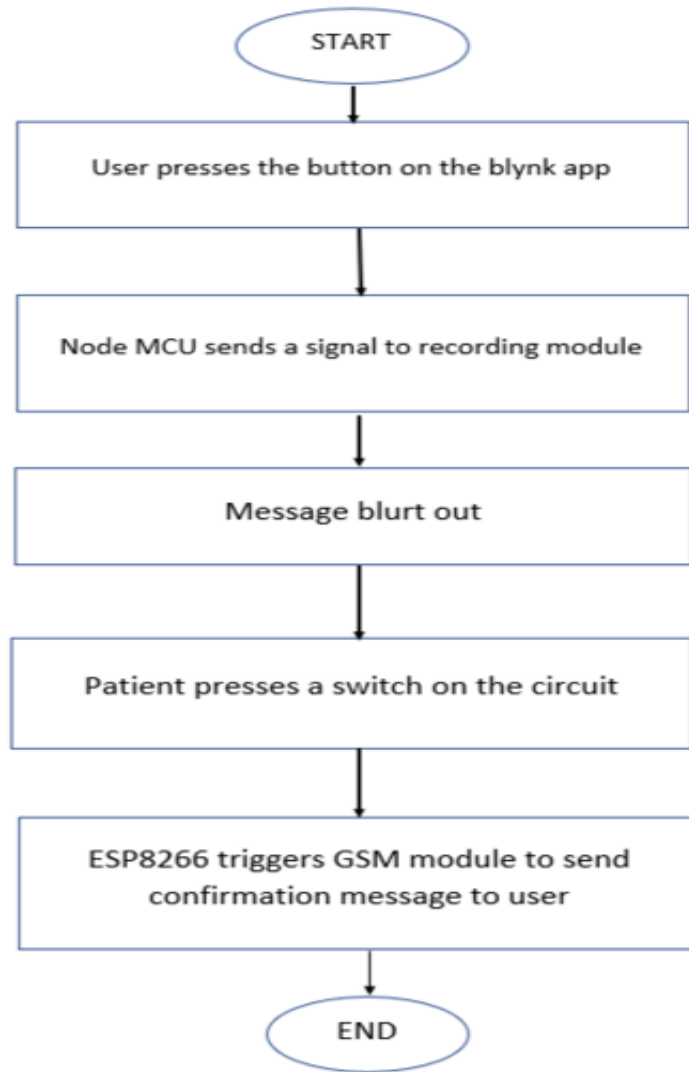 START
User presses the button on the blynk app
Node MCU sends a signal to recording module
Message blurt out
Patient presses a switch on the circuit
ESP8266 triggers GSM module to send
confirmation message to user
END